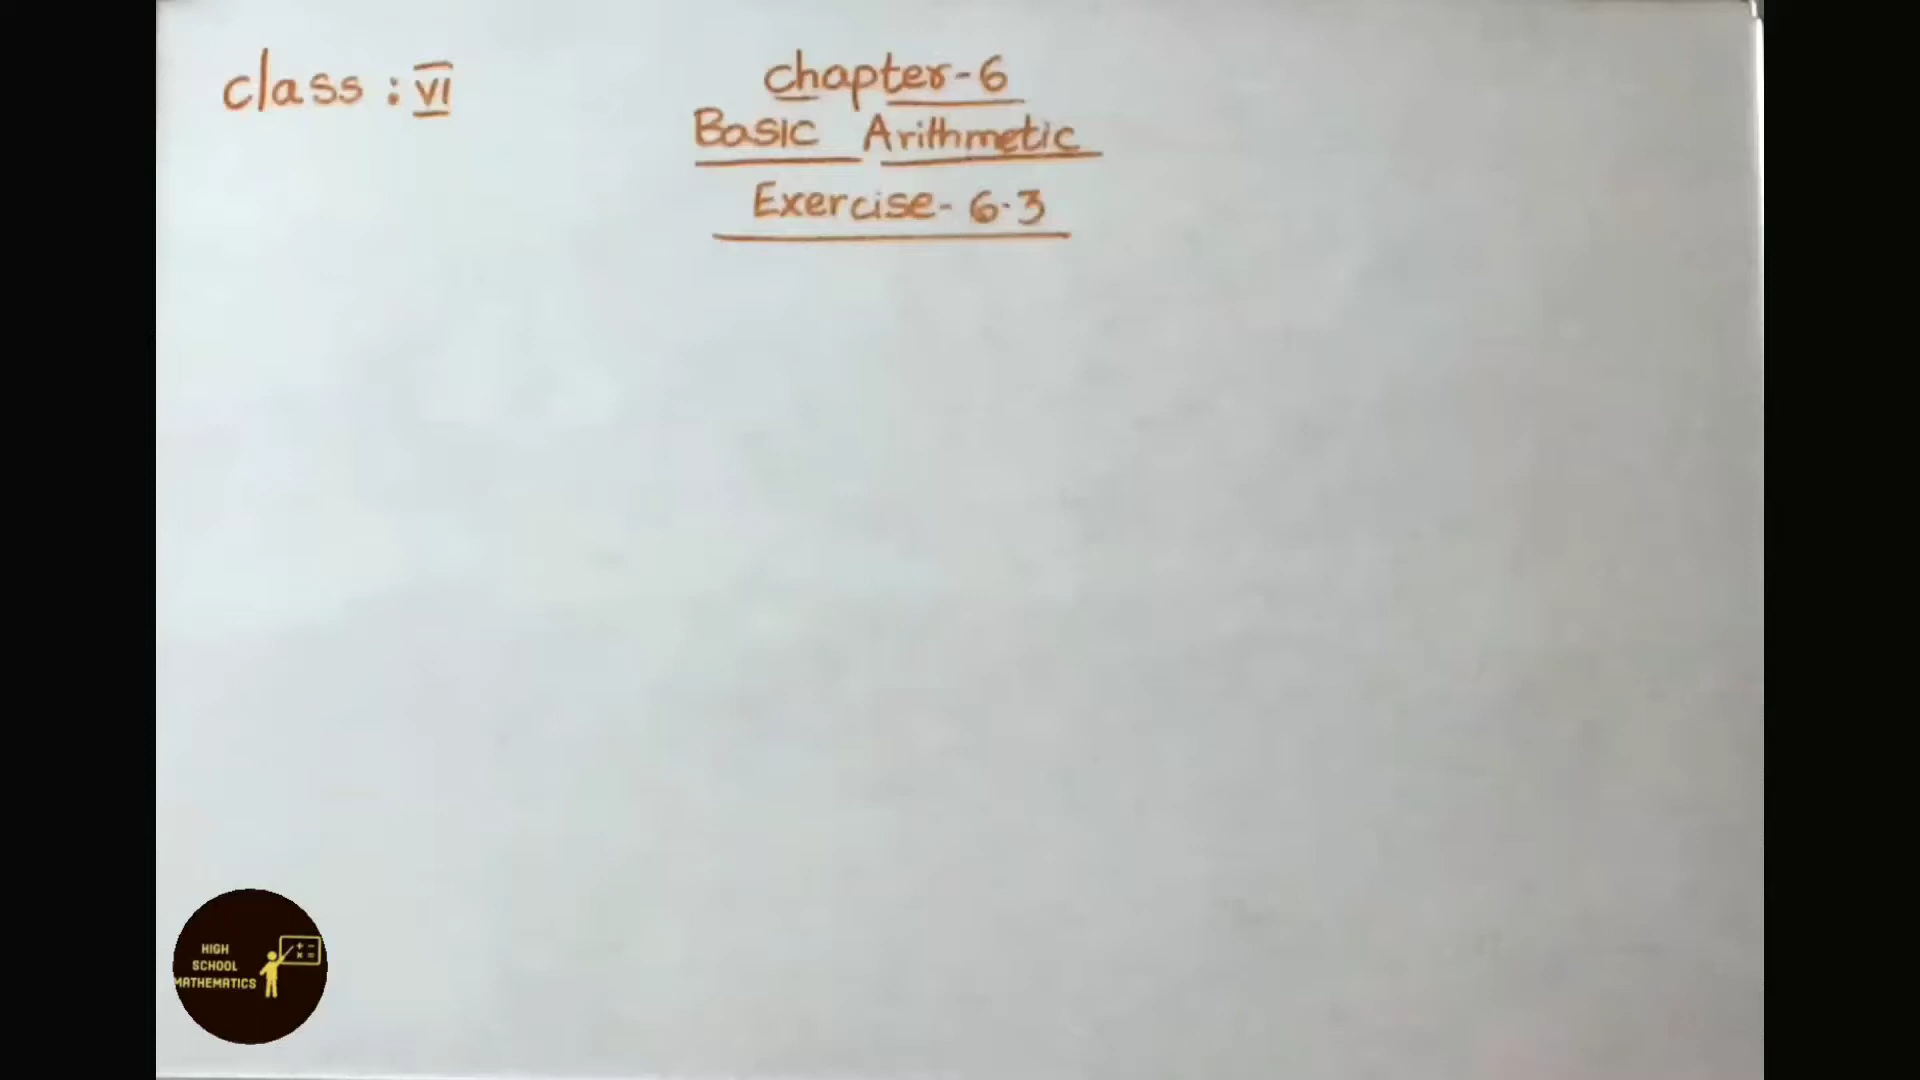 class : VI
chapter-6
Basic Arithmetic
Exercise- 6.3
HIGH
SCHOOL
MATHEMATICS